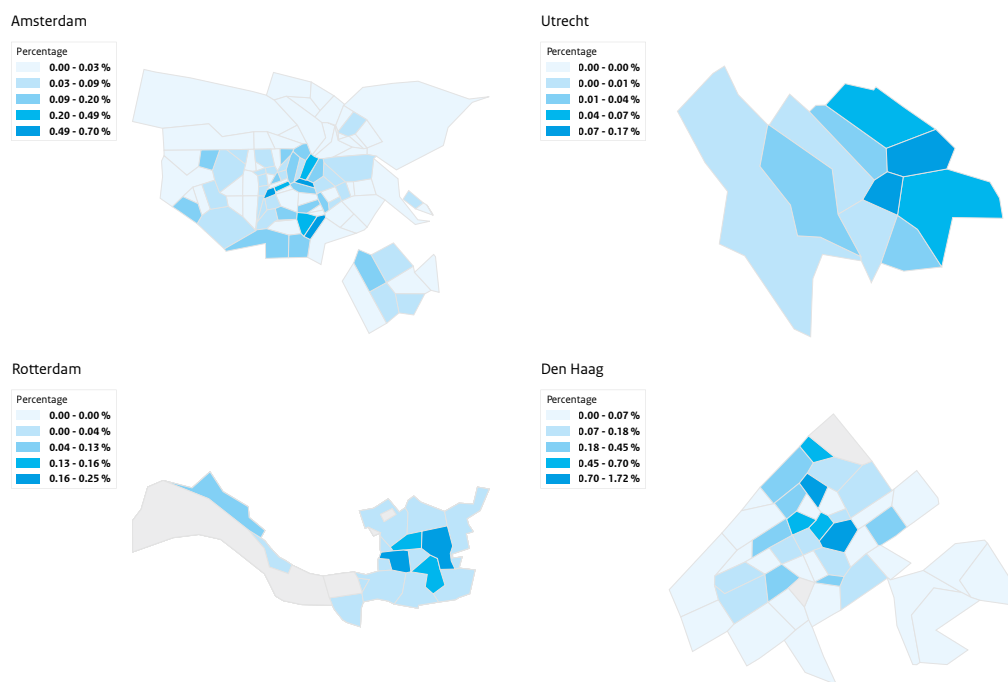 Amsterdam
Percentage
0.00 - 0.03 %
0.03 - 0.09 %
0.09 - 0.20 %
0.20 - 0.49 %
0.49 - 0.70 %
Utrecht
Percentage
0.00 - 0.00 %
0.00 - 0.01 %
0.01 - 0.04 %
0.04 - 0.07 %
0.07 - 0.17 %
Rotterdam
Percentage
0.00 - 0.00 %
0.00 - 0.04 %
0.04 - 0.13 %
0.13 - 0.16 %
0.16 - 0.25 %
Den Haag
Percentage
0.00 - 0.07 %
0.07 - 0.18 %
0.18 - 0.45 %
0.45 - 0.70 %
0.70 - 1.72 %